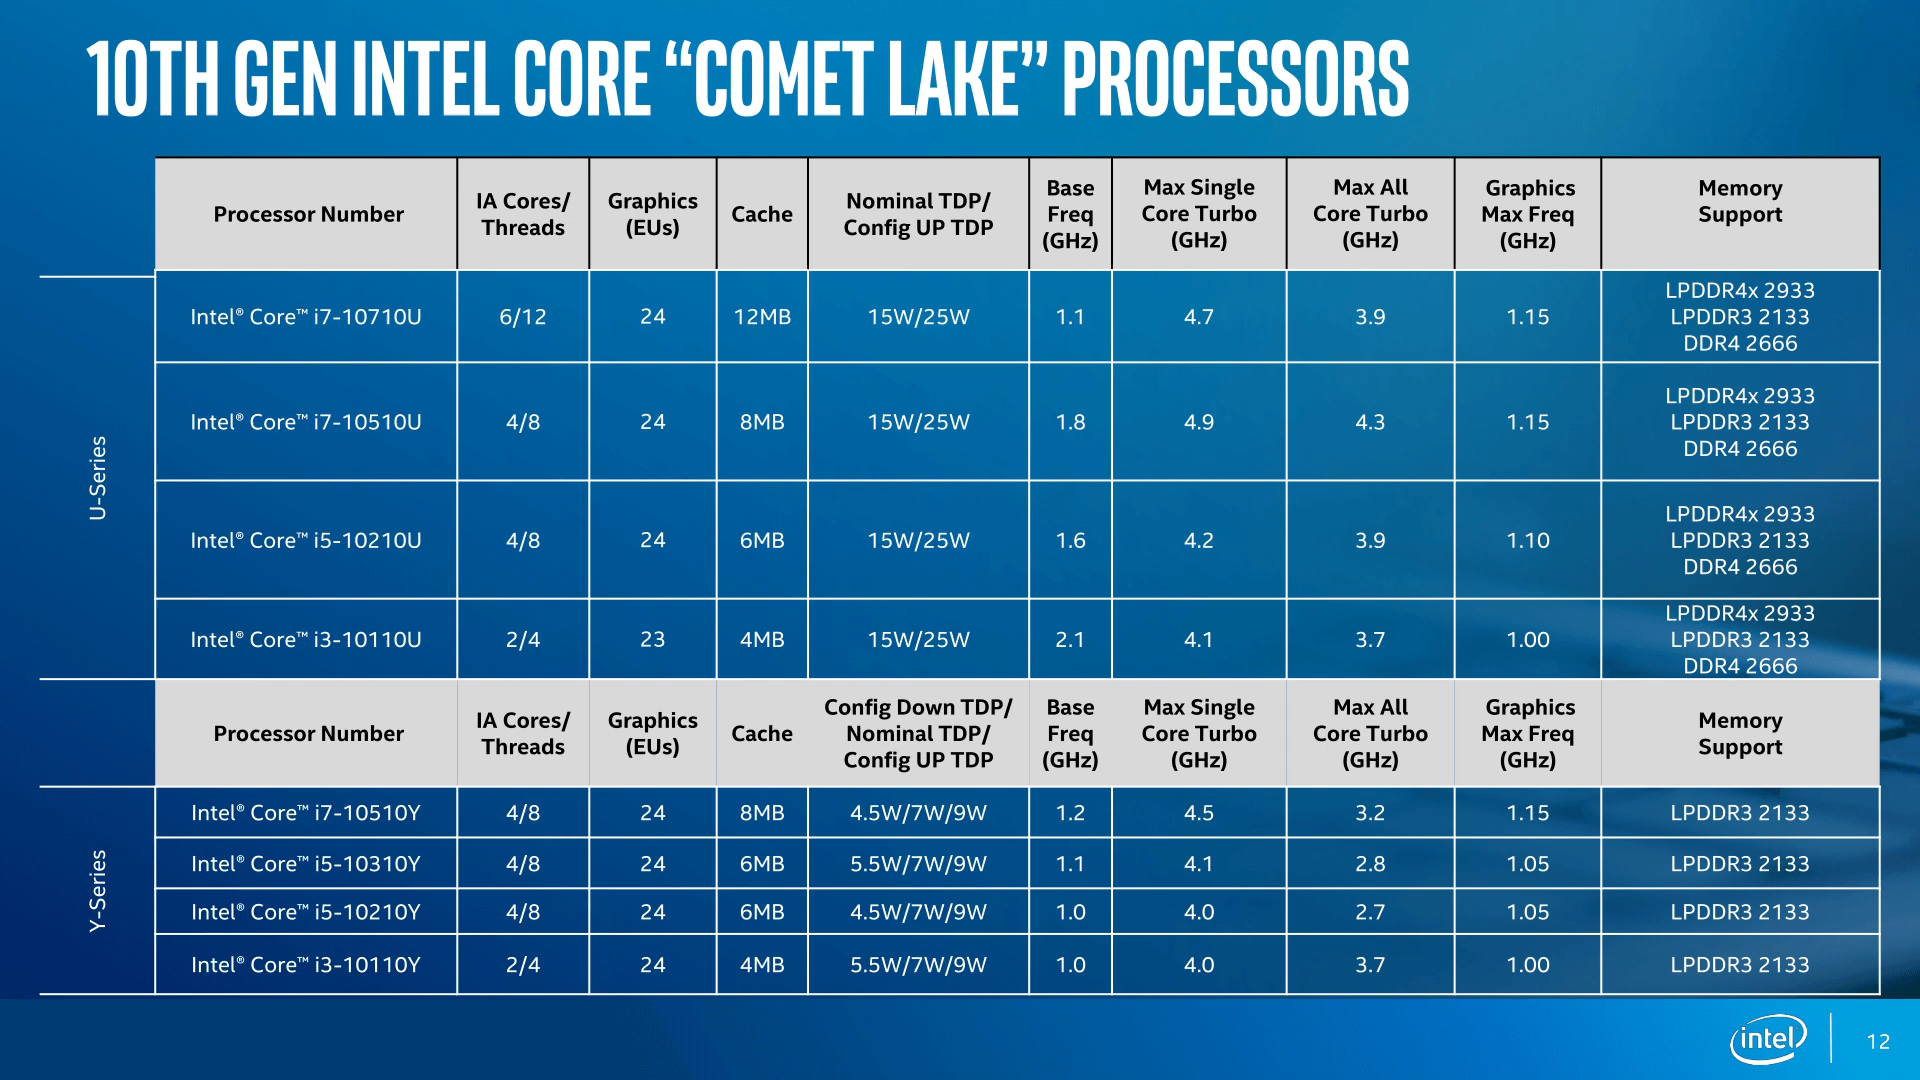 10TH GEN INTEL CORE “COMET LAKE” PROCESSORS
Processor Number
IA Cores/
Threads
Graphics
(EUs)
Cache
Nominal TDP/
Config UP TDP
Base
Freq
(GHz)
Max Single
Core Turbo
(GHz)
Max All
Core Turbo
(GHz)
Graphics
Max Freq
(GHz)
Memory
Support
U-Series
Intel® Core™ i7-10710U
6/12
24
12MB
15W/25W
1.1
4.7
3.9
1.15
LPDDR4x 2933
LPDDR3 2133
DDR4 2666
Intel® Core™ i7-10510U
4/8
24
8MB
15W/25W
1.8
4.9
4.3
1.15
LPDDR4x 2933
LPDDR3 2133
DDR4 2666
Intel® Core™ i5-10210U
4/8
24
6MB
15W/25W
1.6
4.2
3.9
1.10
LPDDR4x 2933
LPDDR3 2133
DDR4 2666
Intel® Core™ i3-10110U
2/4
23
4MB
15W/25W
2.1
4.1
3.7
1.00
LPDDR4x 2933
LPDDR3 2133
DDR4 2666
Processor Number
IA Cores/
Threads
Graphics
(EUs)
Cache
Config Down TDP/
Nominal TDP/
Config UP TDP
Base
Freq
(GHz)
Max Single
Core Turbo
(GHz)
Max All
Core Turbo
(GHz)
Graphics
Max Freq
(GHz)
Memory
Support
Y-Series
Intel® Core™ i7-10510Y
4/8
24
8MB
4.5W/7W/9W
1.2
4.5
3.2
1.15
LPDDR3 2133
Intel® Core™ i5-10310Y
4/8
24
6MB
5.5W/7W/9W
1.1
4.1
2.8
1.05
LPDDR3 2133
Intel® Core™ i5-10210Y
4/8
24
6MB
4.5W/7W/9W
1.0
4.0
2.7
1.05
LPDDR3 2133
Intel® Core™ i3-10110Y
2/4
24
4MB
5.5W/7W/9W
1.0
4.0
3.7
1.00
LPDDR3 2133
intel
12